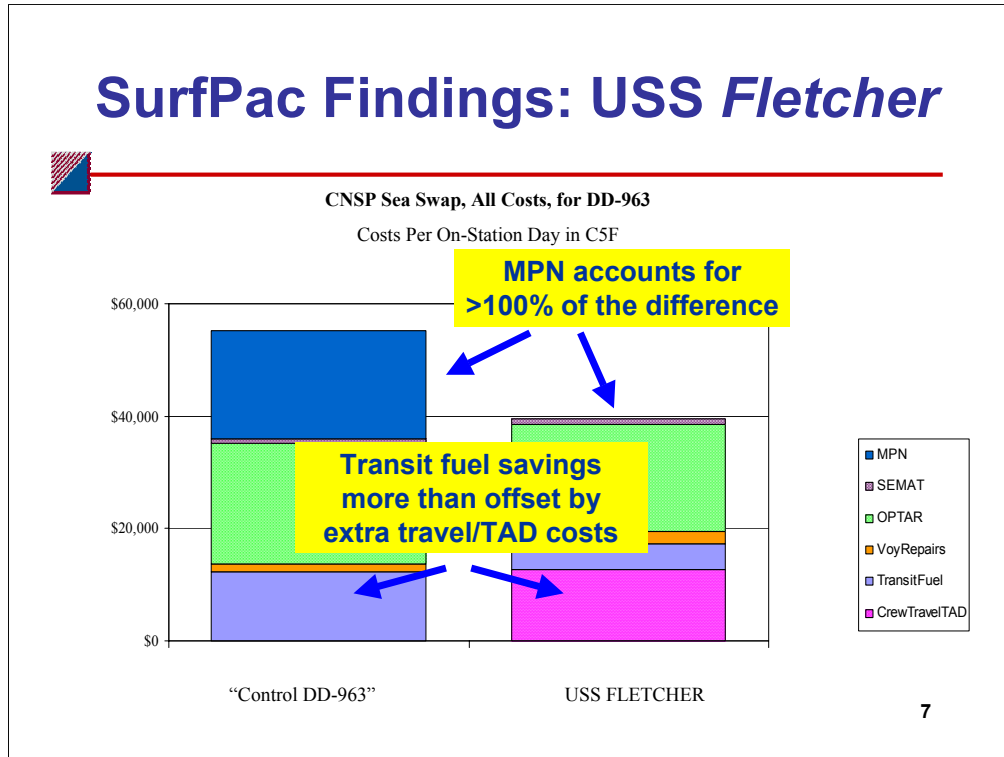 SurfPac Findings: USS Fletcher
CNSP Sea Swap, All Costs, for DD-963
Costs Per On-Station Day in C5F
MPN accounts for
>100% of the difference
$60,000
$40,000
Transit fuel savings
more than offset by
extra travel/TAD costs
$20,000
$0
MPN
SEMAT
OPTAR
VoyRepairs
TransitFuel
CrewTravelTAD
“Control DD-963”
USS FLETCHER
7